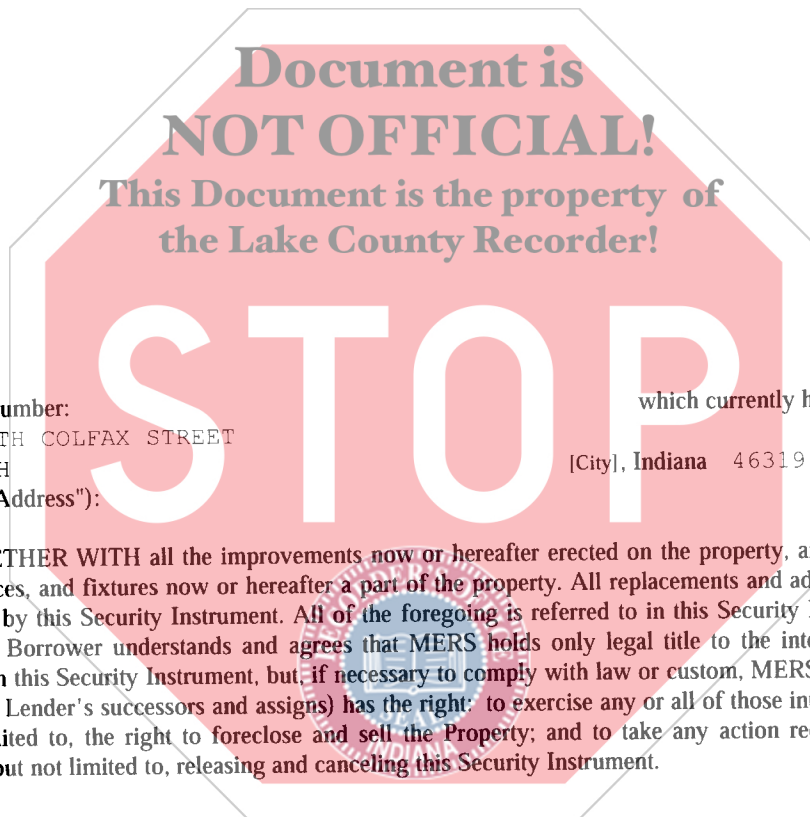 Document is
NOT OFFICIAL!
This Document is the property of
the Lake County Recorder!
STOP
umber:
which currently h
TH COLFAX STREET
H
[City], Indiana 46319
Address"):
ETHER WITH all the improvements now or hereafter erected on the property, a
ces, and fixtures now or hereafter a part of the property. All replacements and ad
by this Security Instrument. All of the foregoing is referred to in this Security
Borrower understands and agrees that MERS holds only legal title to the inte
n this Security Instrument, but, if necessary to comply with law or custom, MERS
Lender's successors and assigns) has the right: to exercise any or all of those in
ited to, the right to foreclose and sell the Property; and to take any action re
out not limited to, releasing and canceling this Security Instrument.
SEAL
INDIANA